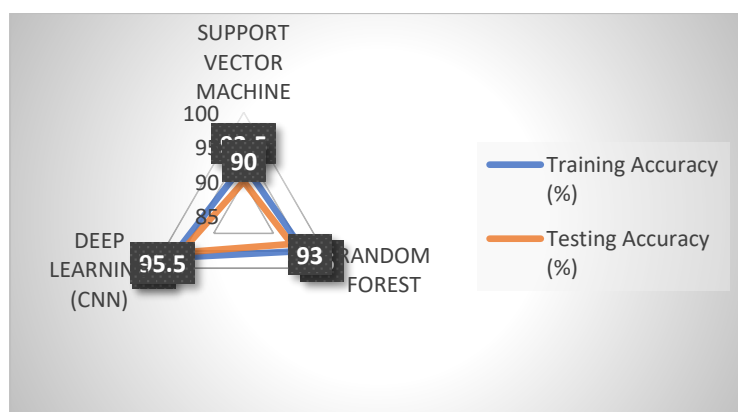 SUPPORT
VECTOR
MACHINE
100
95
90
85
90
93
95.5
RANDOM
FOREST
DEEP
LEARNING
(CNN)
Training Accuracy
(%)
Testing Accuracy
(%)